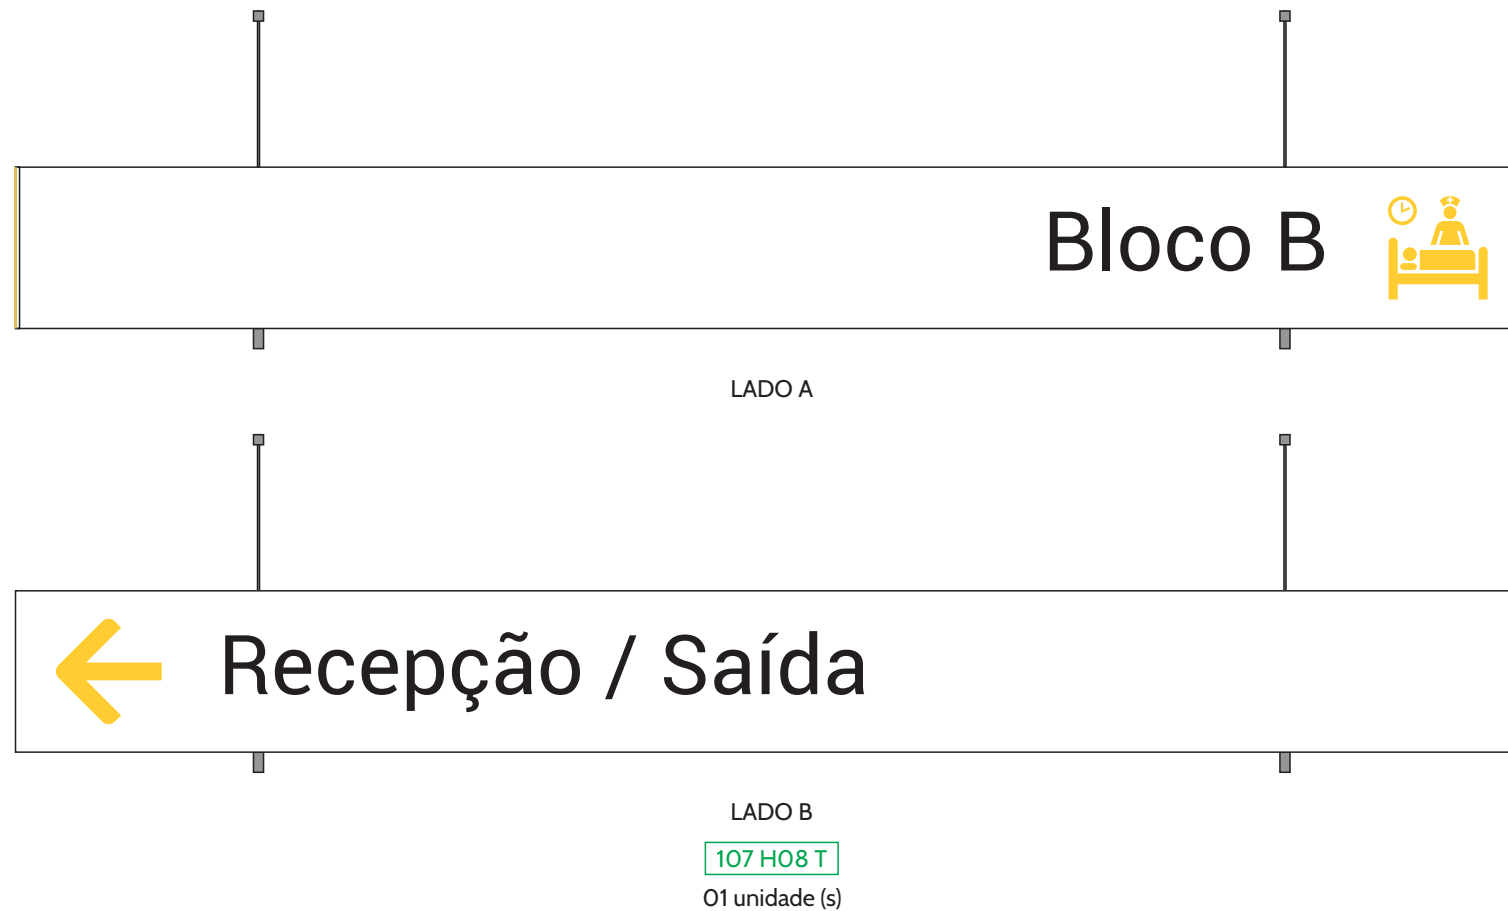 Bloco B
LADO A
Recepção / Saída
LADO B
107 H08 T
01 unidade (s)